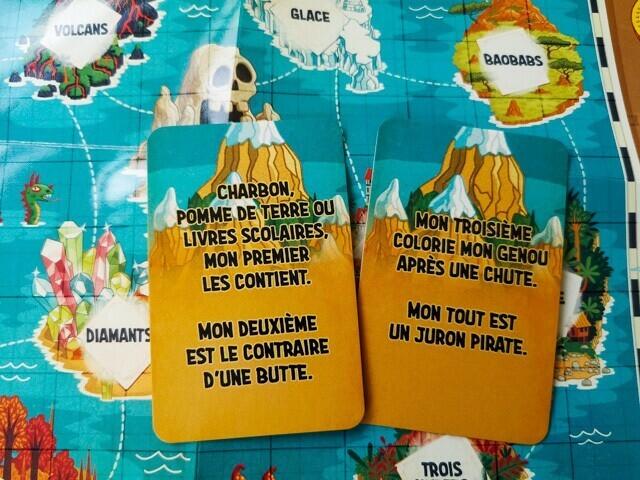 VOLCANS
GLACE
BAOBABS
CHARBON,
POMME DE TERRE OU
LIVRES SCOLAIRES,
MON PREMIER
LES CONTIENT.
MON DEUXIÈME
EST LE CONTRAIRE
D'UNE BUTTE.
MON TROISIÈME
COLORIE MON GENOU
APRÈS UNE CHUTE.
MON TOUT EST
UN JURON PIRATE.
DIAMANTS
TROIS